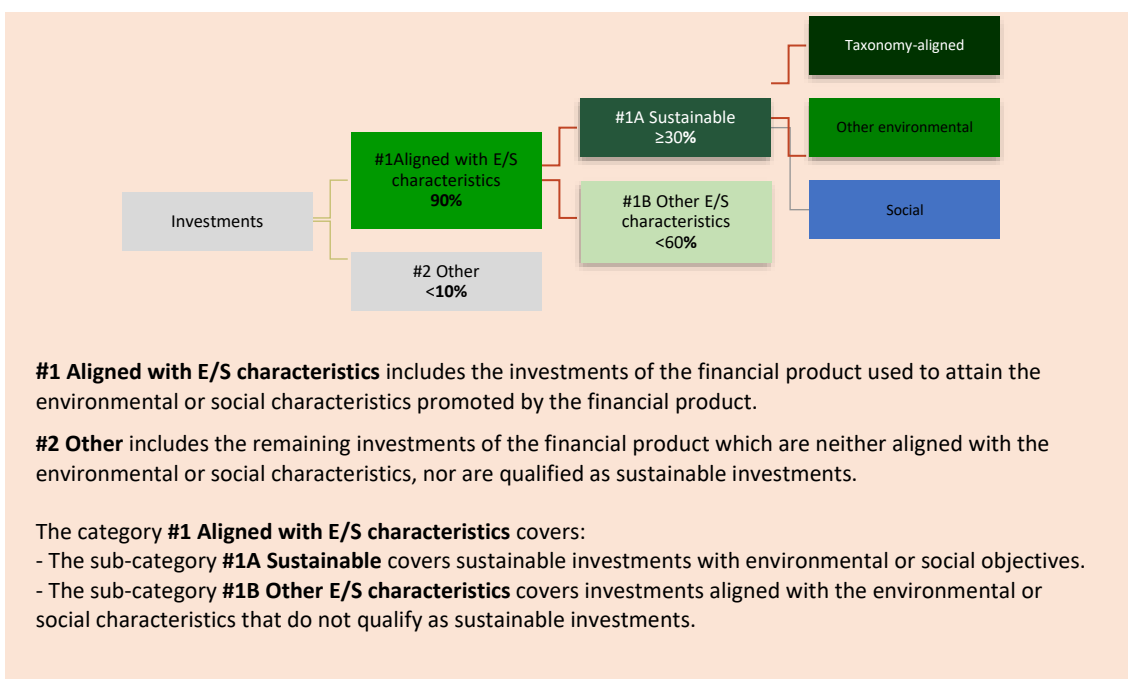 Taxonomy-aligned
#1A Sustainable
≥30%
Other environmental
#1Aligned with E/S
characteristics
90%
#1B Other E/S
characteristics
<60%
Investments
Social
#2 Other
<10%
#1 Aligned with E/S characteristics includes the investments of the financial product used to attain the
environmental or social characteristics promoted by the financial product.
#2 Other includes the remaining investments of the financial product which are neither aligned with the
environmental or social characteristics, nor are qualified as sustainable investments.
The category #1 Aligned with E/S characteristics covers:
- The sub-category #1A Sustainable covers sustainable investments with environmental or social objectives.
- The sub-category #1B Other E/S characteristics covers investments aligned with the environmental or
social characteristics that do not qualify as sustainable investments.